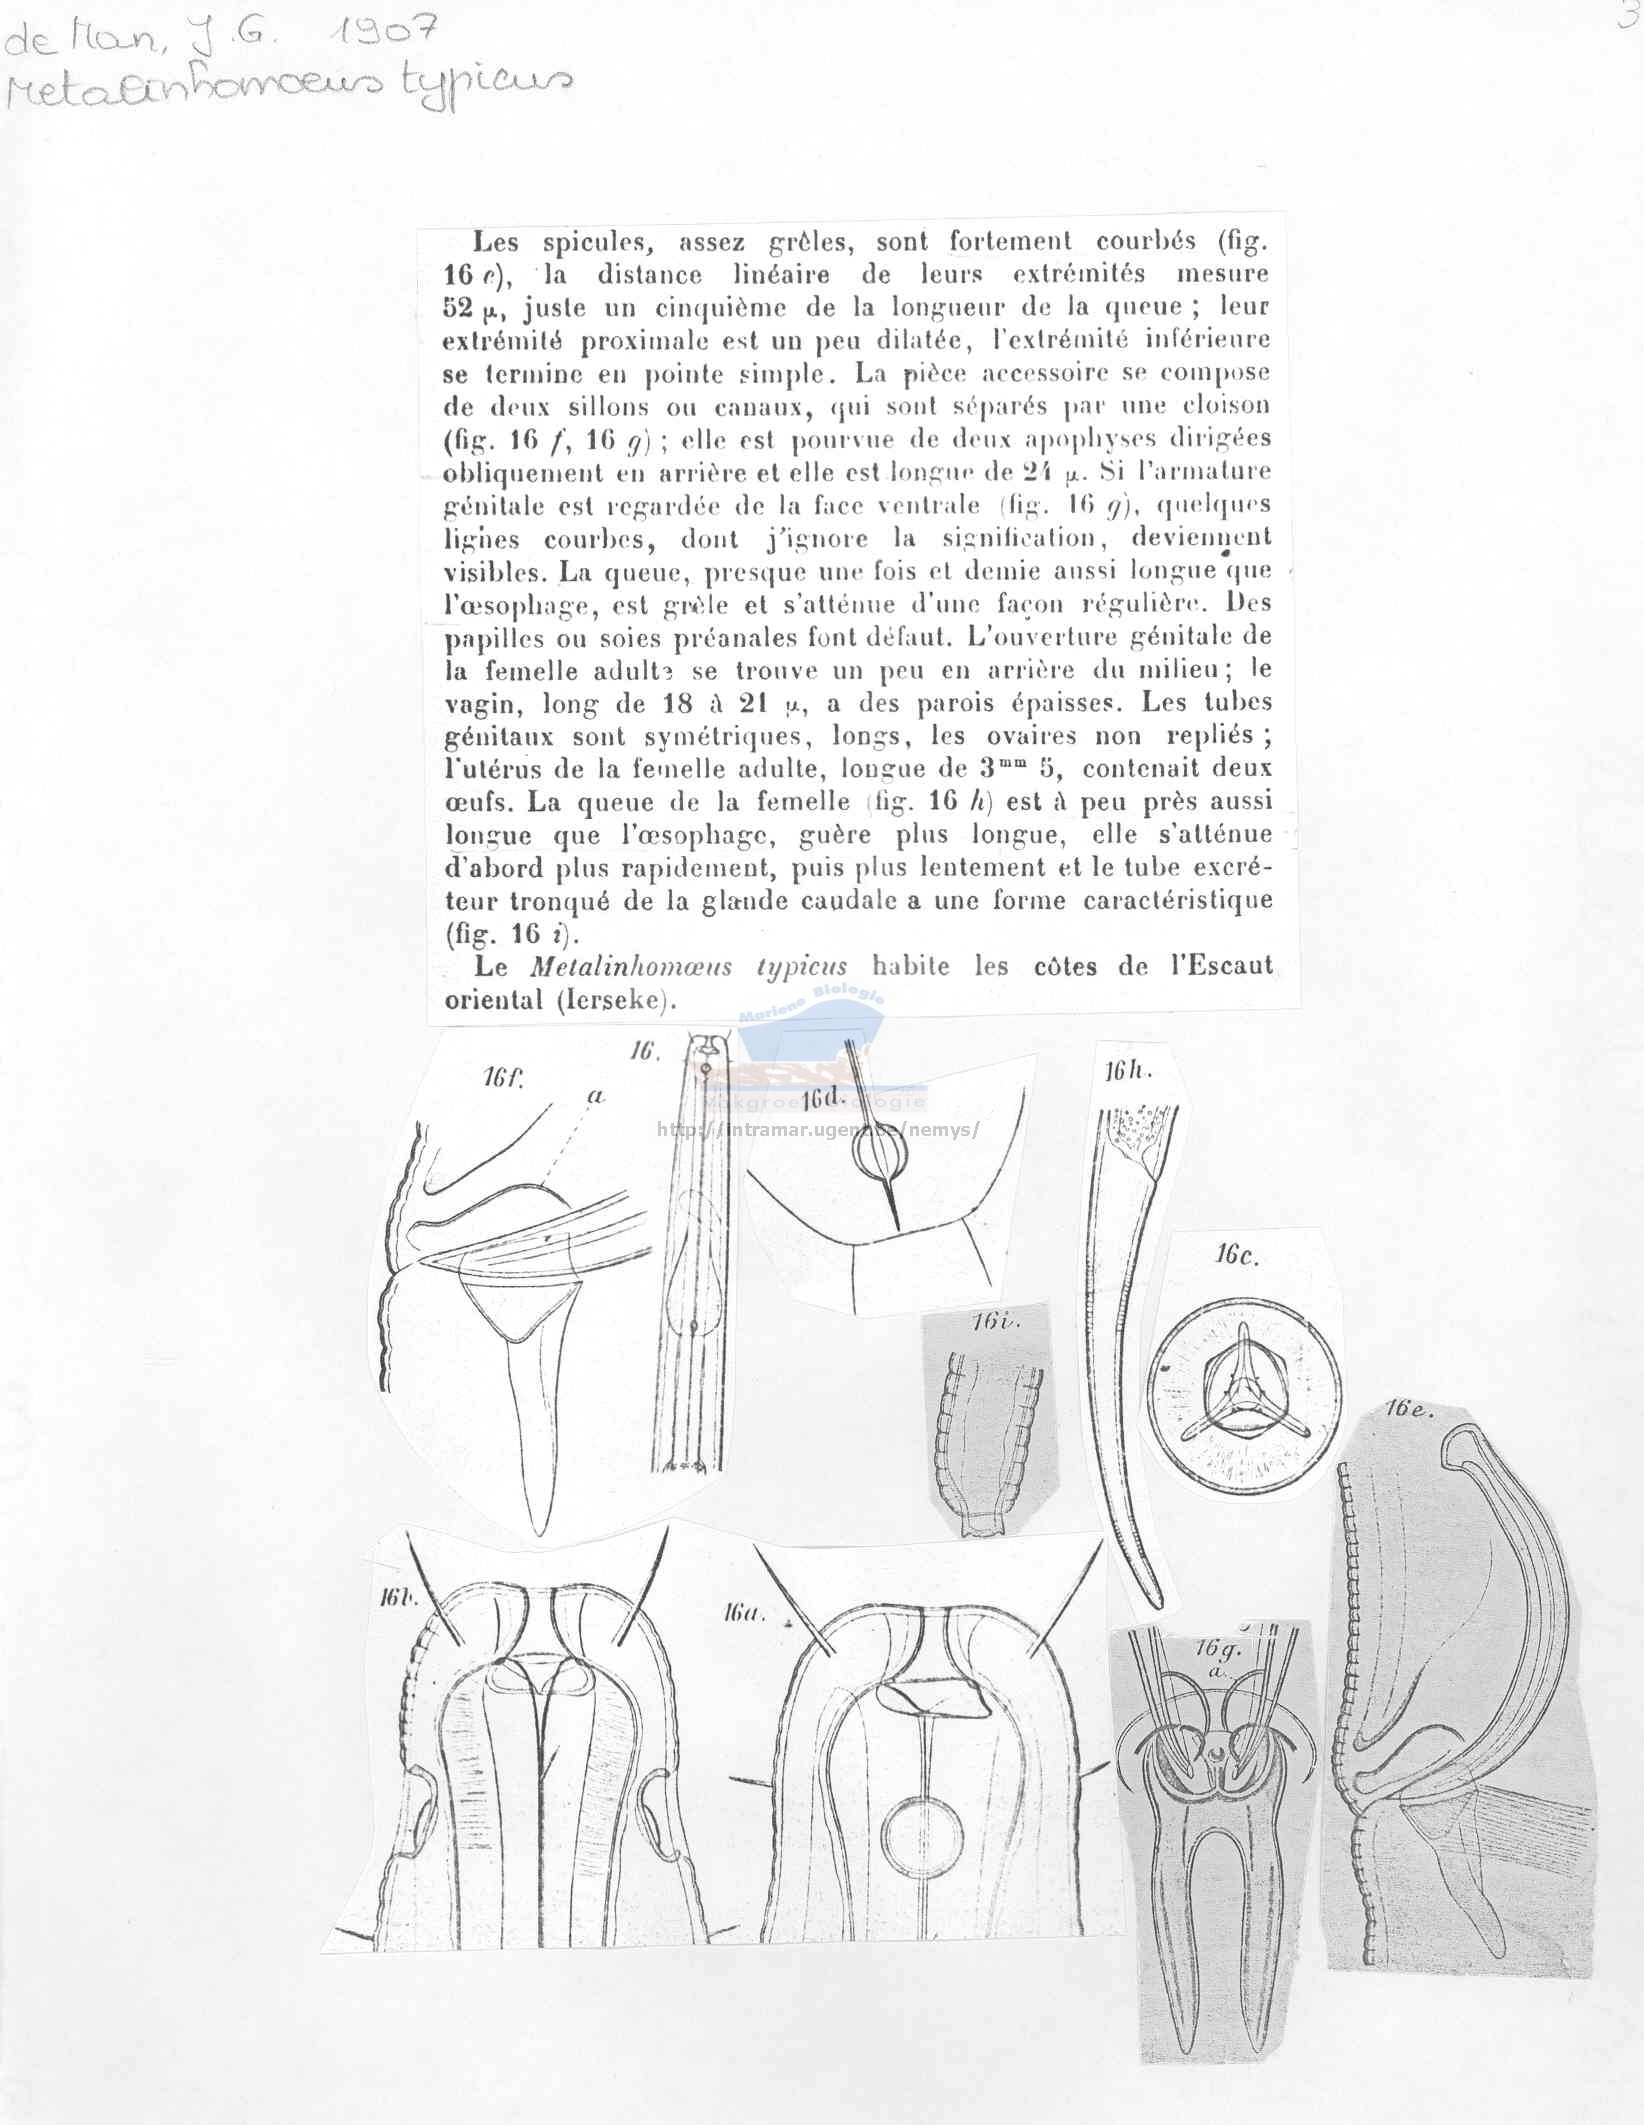 de Man, J.G. 1907
3
Metalinhomoeus typicus
Les spicules, assez grêles, sont fortement courbés (fig.
16 e), la distance linéaire de leurs extrémités mesure
52 µ, juste un cinquième de la longueur de la queue ; leur
extrémité proximale est un peu dilatée, l'extrémité inférieure
se termine en pointe simple. La pièce accessoire se compose
de deux sillons ou canaux, qui sont séparés par une cloison
(fig. 16 f, 16 g) ; elle est pourvue de deux apophyses dirigées
obliquement en arrière et elle est longue de 24 µ. Si l'armature
génitale est regardée de la face ventrale (fig. 16 g), quelques
lignes courbes, dont j'ignore la signification, deviennent
visibles. La queue, presque une fois et demie aussi longue que
l'œsophage, est grêle et s'atténue d'une façon régulière. Des
papilles ou soies préanales font défaut. L'ouverture génitale de
la femelle adulte se trouve un peu en arrière du milieu ; le
vagin, long de 18 à 21 µ, a des parois épaisses. Les tubes
génitaux sont symétriques, longs, les ovaires non repliés ;
l'utérus de la femelle adulte, longue de 3mm 5, contenait deux
œufs. La queue de la femelle (fig. 16 h) est à peu près aussi
longue que l'œsophage, guère plus longue, elle s'atténue
d'abord plus rapidement, puis plus lentement et le tube excré-
teur tronqué de la glande caudale a une forme caractéristique
(fig. 16 i).
Le Metalinhomœus typicus habite les côtes de l'Escaut
oriental (Ierseke).
Mariene Biologie
16.
16f.
a
16d.
16h.
Vakgroep Biologie
http://intramar.ugent.be/nemys/
16c.
16i.
16e.
16b.
16a.
16g.
a.